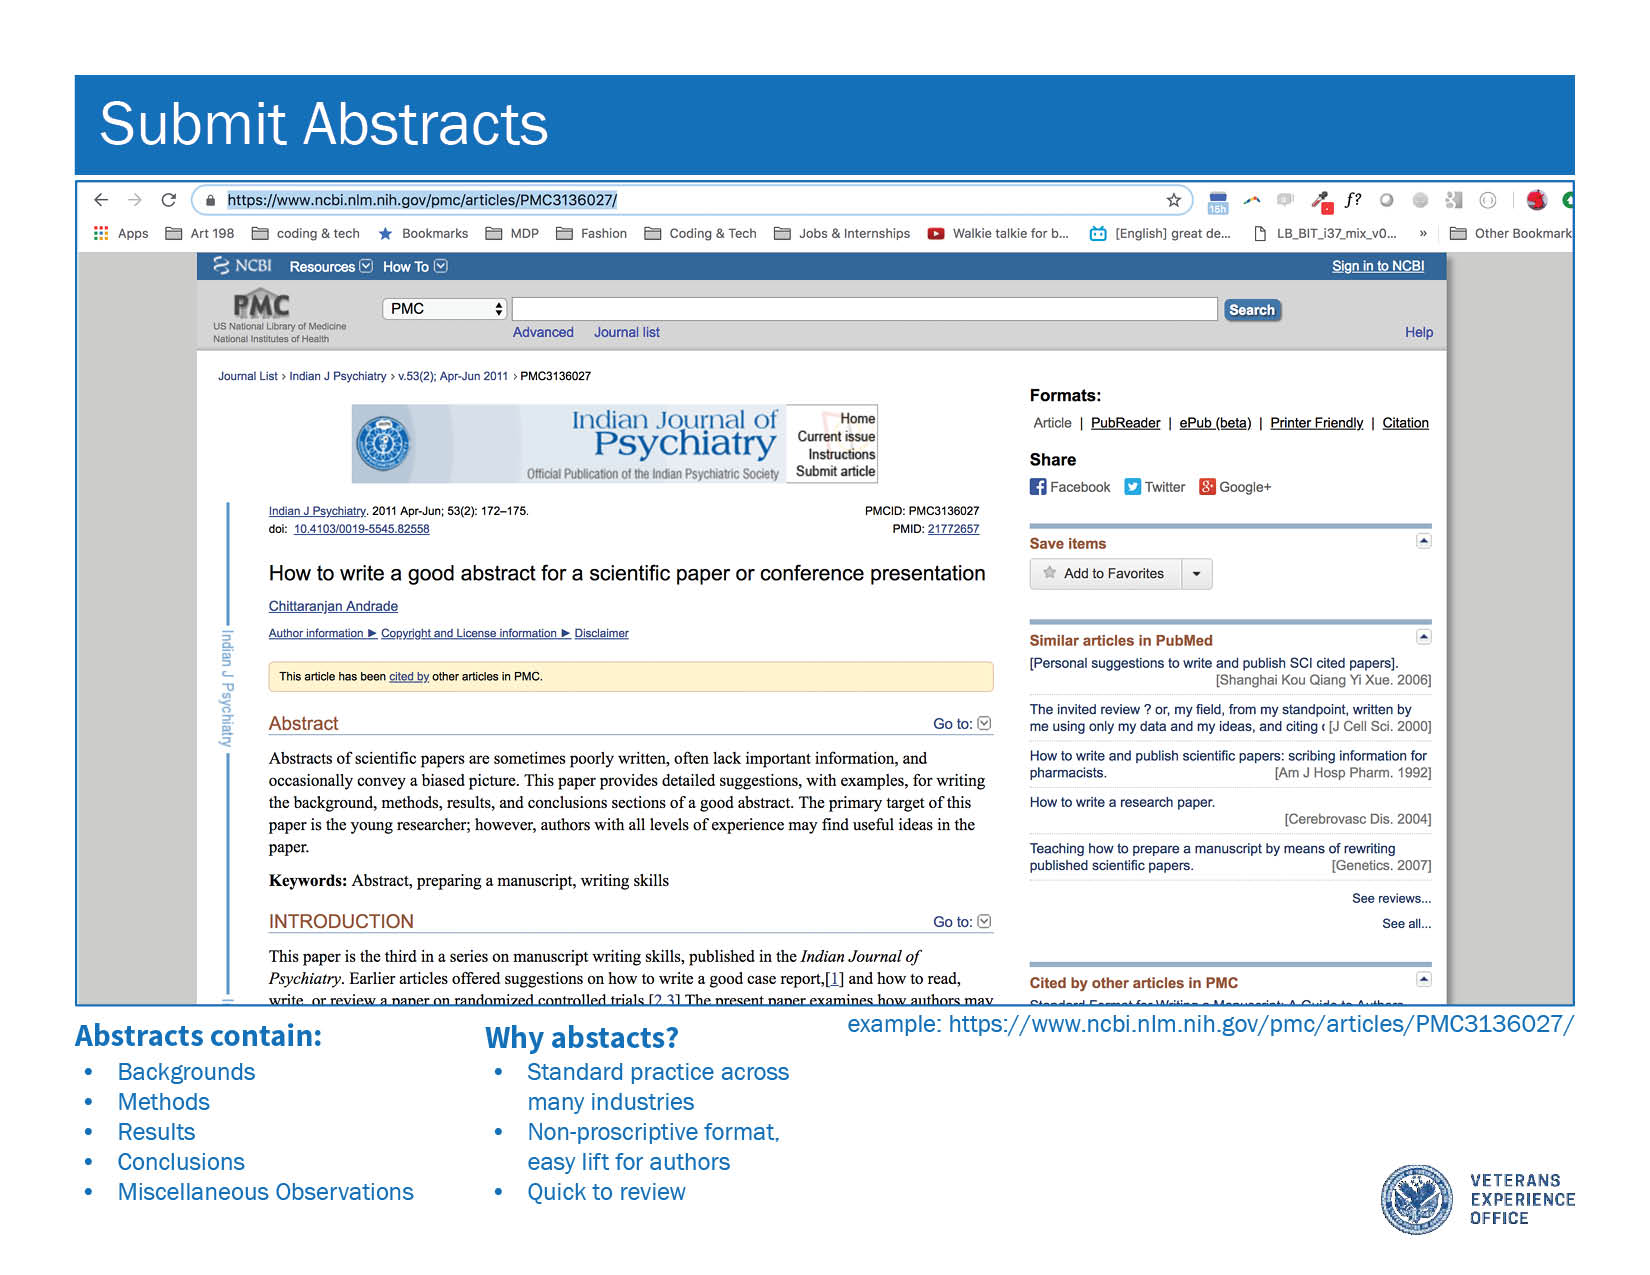 Submit Abstracts
https://www.ncbi.nlm.nih.gov/pmc/articles/PMC3136027/
15h
f?
Apps Art 198 coding & tech Bookmarks MDP Fashion Coding & Tech Jobs & Internships Walkie talkie for b... [English] great de... LB_BIT_i37_mix_v0... » Other Bookmark
NCBI Resources How To Sign in to NCBI
PMC
US National Library of Medicine
National Institutes of Health
PMC Search
Advanced Journal list Help
Journal List › Indian J Psychiatry › v.53(2); Apr-Jun 2011 › PMC3136027
Indian Journal of
Psychiatry
Official Publication of the Indian Psychiatric Society
Home
Current issue
Instructions
Submit article
Indian J Psychiatry
Indian J Psychiatry. 2011 Apr-Jun; 53(2): 172–175. PMCID: PMC3136027
doi: 10.4103/0019-5545.82558 PMID: 21772657
How to write a good abstract for a scientific paper or conference presentation
Chittaranjan Andrade
Author information ► Copyright and License information ► Disclaimer
This article has been cited by other articles in PMC.
Abstract Go to:
Abstracts of scientific papers are sometimes poorly written, often lack important information, and
occasionally convey a biased picture. This paper provides detailed suggestions, with examples, for writing
the background, methods, results, and conclusions sections of a good abstract. The primary target of this
paper is the young researcher; however, authors with all levels of experience may find useful ideas in the
paper.
Keywords: Abstract, preparing a manuscript, writing skills
INTRODUCTION Go to:
This paper is the third in a series on manuscript writing skills, published in the Indian Journal of
Psychiatry. Earlier articles offered suggestions on how to write a good case report,[1] and how to read,
write, or review a paper on randomized controlled trials.[2,3] The present paper examines how authors may
Formats:
Article | PubReader | ePub (beta) | Printer Friendly | Citation
Share
Facebook Twitter Google+
Save items
Add to Favorites
Similar articles in PubMed
[Personal suggestions to write and publish SCI cited papers].
[Shanghai Kou Qiang Yi Xue. 2006]
The invited review ? or, my field, from my standpoint, written by
me using only my data and my ideas, and citing [J Cell Sci. 2000]
How to write and publish scientific papers: scribing information for
pharmacists. [Am J Hosp Pharm. 1992]
How to write a research paper.
[Cerebrovasc Dis. 2004]
Teaching how to prepare a manuscript by means of rewriting
published scientific papers. [Genetics. 2007]
See reviews...
See all...
Cited by other articles in PMC
Standard Format for Writing a Manuscript: A Guide to Authors
example: https://www.ncbi.nlm.nih.gov/pmc/articles/PMC3136027/
Abstracts contain:
• Backgrounds
• Methods
• Results
• Conclusions
• Miscellaneous Observations
Why abstacts?
• Standard practice across
many industries
• Non-proscriptive format,
easy lift for authors
• Quick to review
VETERANS
EXPERIENCE
OFFICE